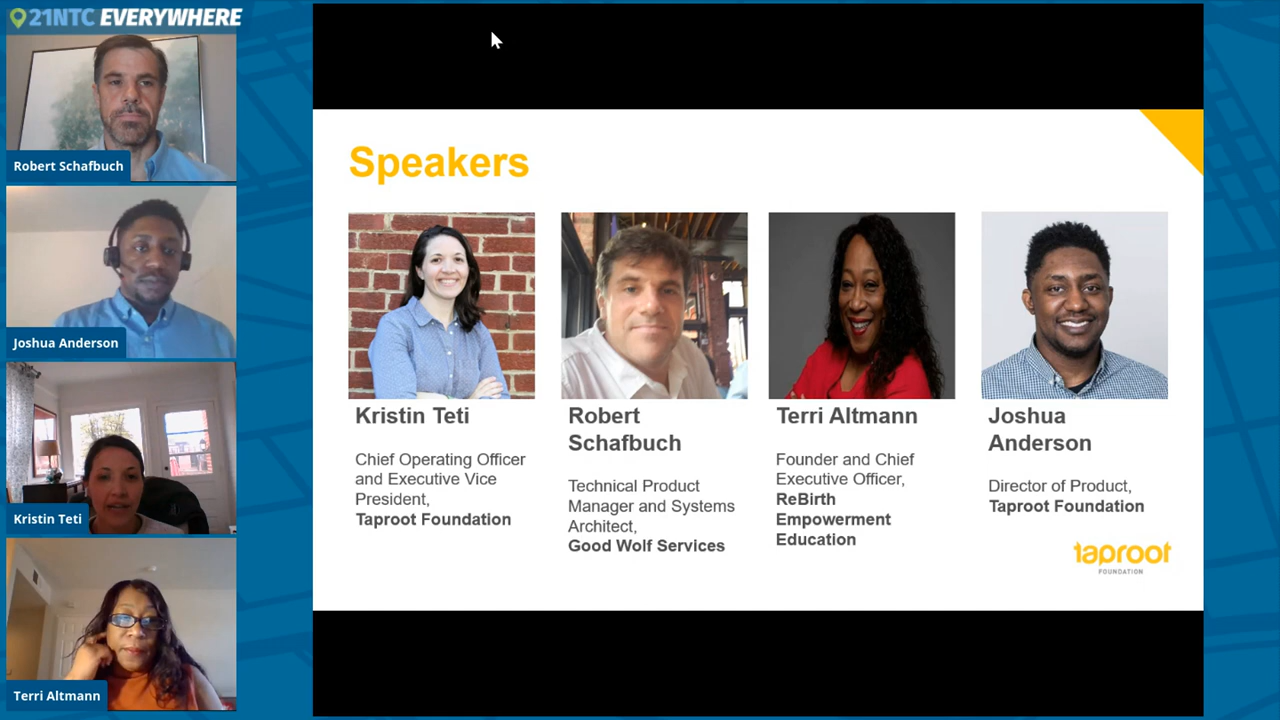 21NTC EVERYWHERE
Robert Schafbuch
Joshua Anderson
Kristin Teti
Terri Altmann
Speakers
Kristin Teti
Chief Operating Officer
and Executive Vice
President,
Taproot Foundation
Robert
Schafbuch
Technical Product
Manager and Systems
Architect,
Good Wolf Services
Terri Altmann
Founder and Chief
Executive Officer,
ReBirth
Empowerment
Education
Joshua
Anderson
Director of Product,
Taproot Foundation
taproot
FOUNDATION